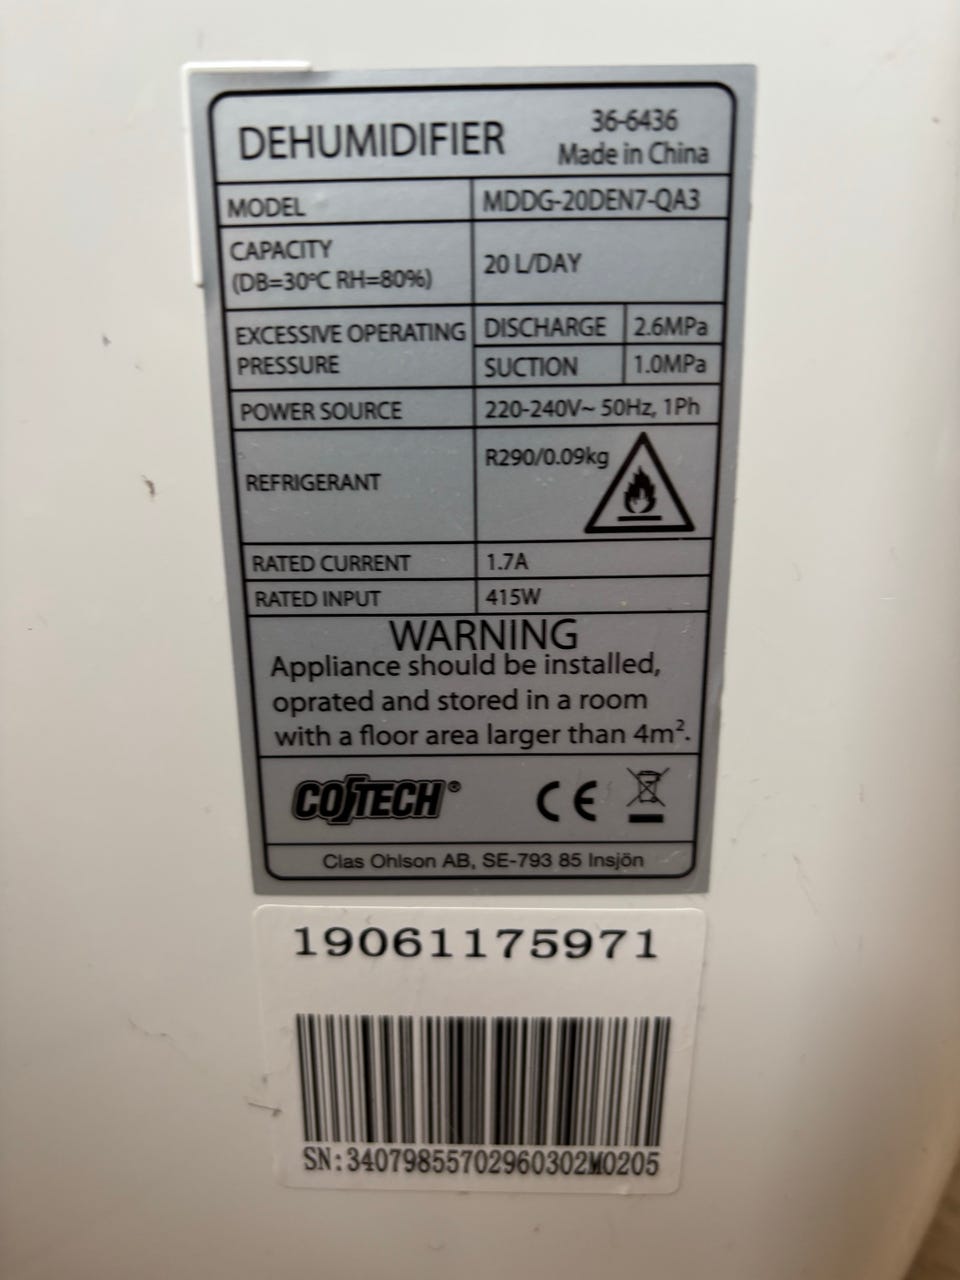 DEHUMIDIFIER
36-6436
Made in China
MODEL
MDDG-20DEN7-QA3
CAPACITY
(DB=30°C RH=80%)
20 L/DAY
EXCESSIVE OPERATING
PRESSURE
DISCHARGE
2.6MPa
SUCTION
1.0MPa
POWER SOURCE
220-240V~ 50Hz, 1Ph
REFRIGERANT
R290/0.09kg
RATED CURRENT
1.7A
RATED INPUT
415W
WARNING
Appliance should be installed,
oprated and stored in a room
with a floor area larger than 4m².
COTECH®
CE
Clas Ohlson AB, SE-793 85 Insjön
19061175971
SN:34079855702960302M0205